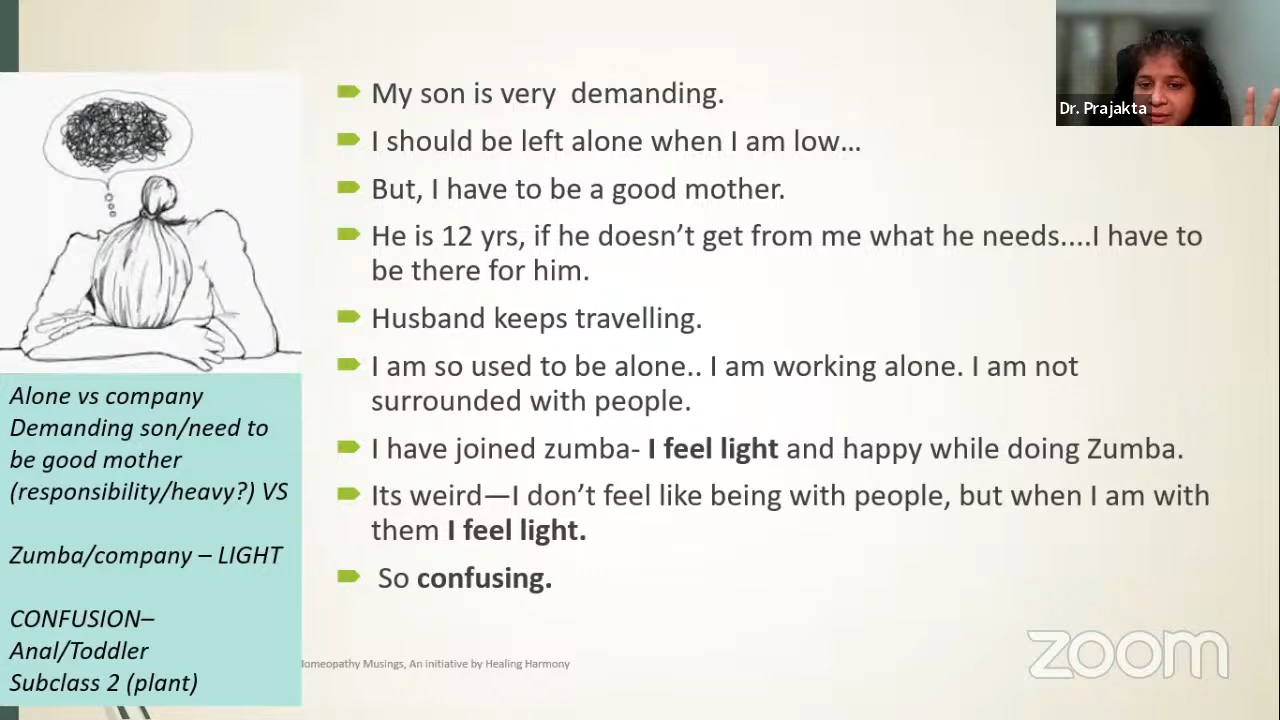 Dr. Prajakta
My son is very demanding.
I should be left alone when I am low...
But, I have to be a good mother.
He is 12 yrs, if he doesn't get from me what he needs....I have to
be there for him.
Husband keeps travelling.
I am so used to be alone.. I am working alone. I am not
surrounded with people.
I have joined zumba- I feel light and happy while doing Zumba.
Its weird—I don't feel like being with people, but when I am with
them I feel light.
So confusing.
Alone vs company
Demanding son/need to
be good mother
(responsibility/heavy?) VS
Zumba/company – LIGHT
CONFUSION–
Anal/Toddler
Subclass 2 (plant)
Musings, An initiative by Healing Harmony
zoom